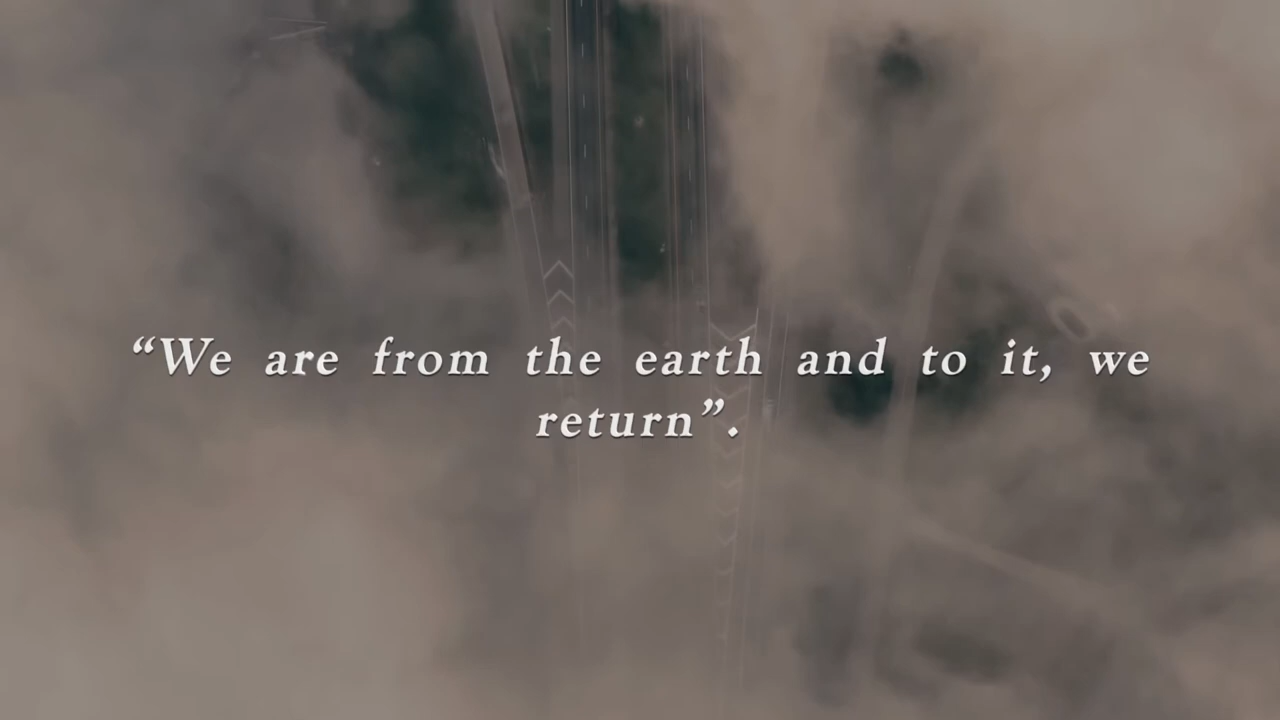 “We are from the earth and to it, we
return”.